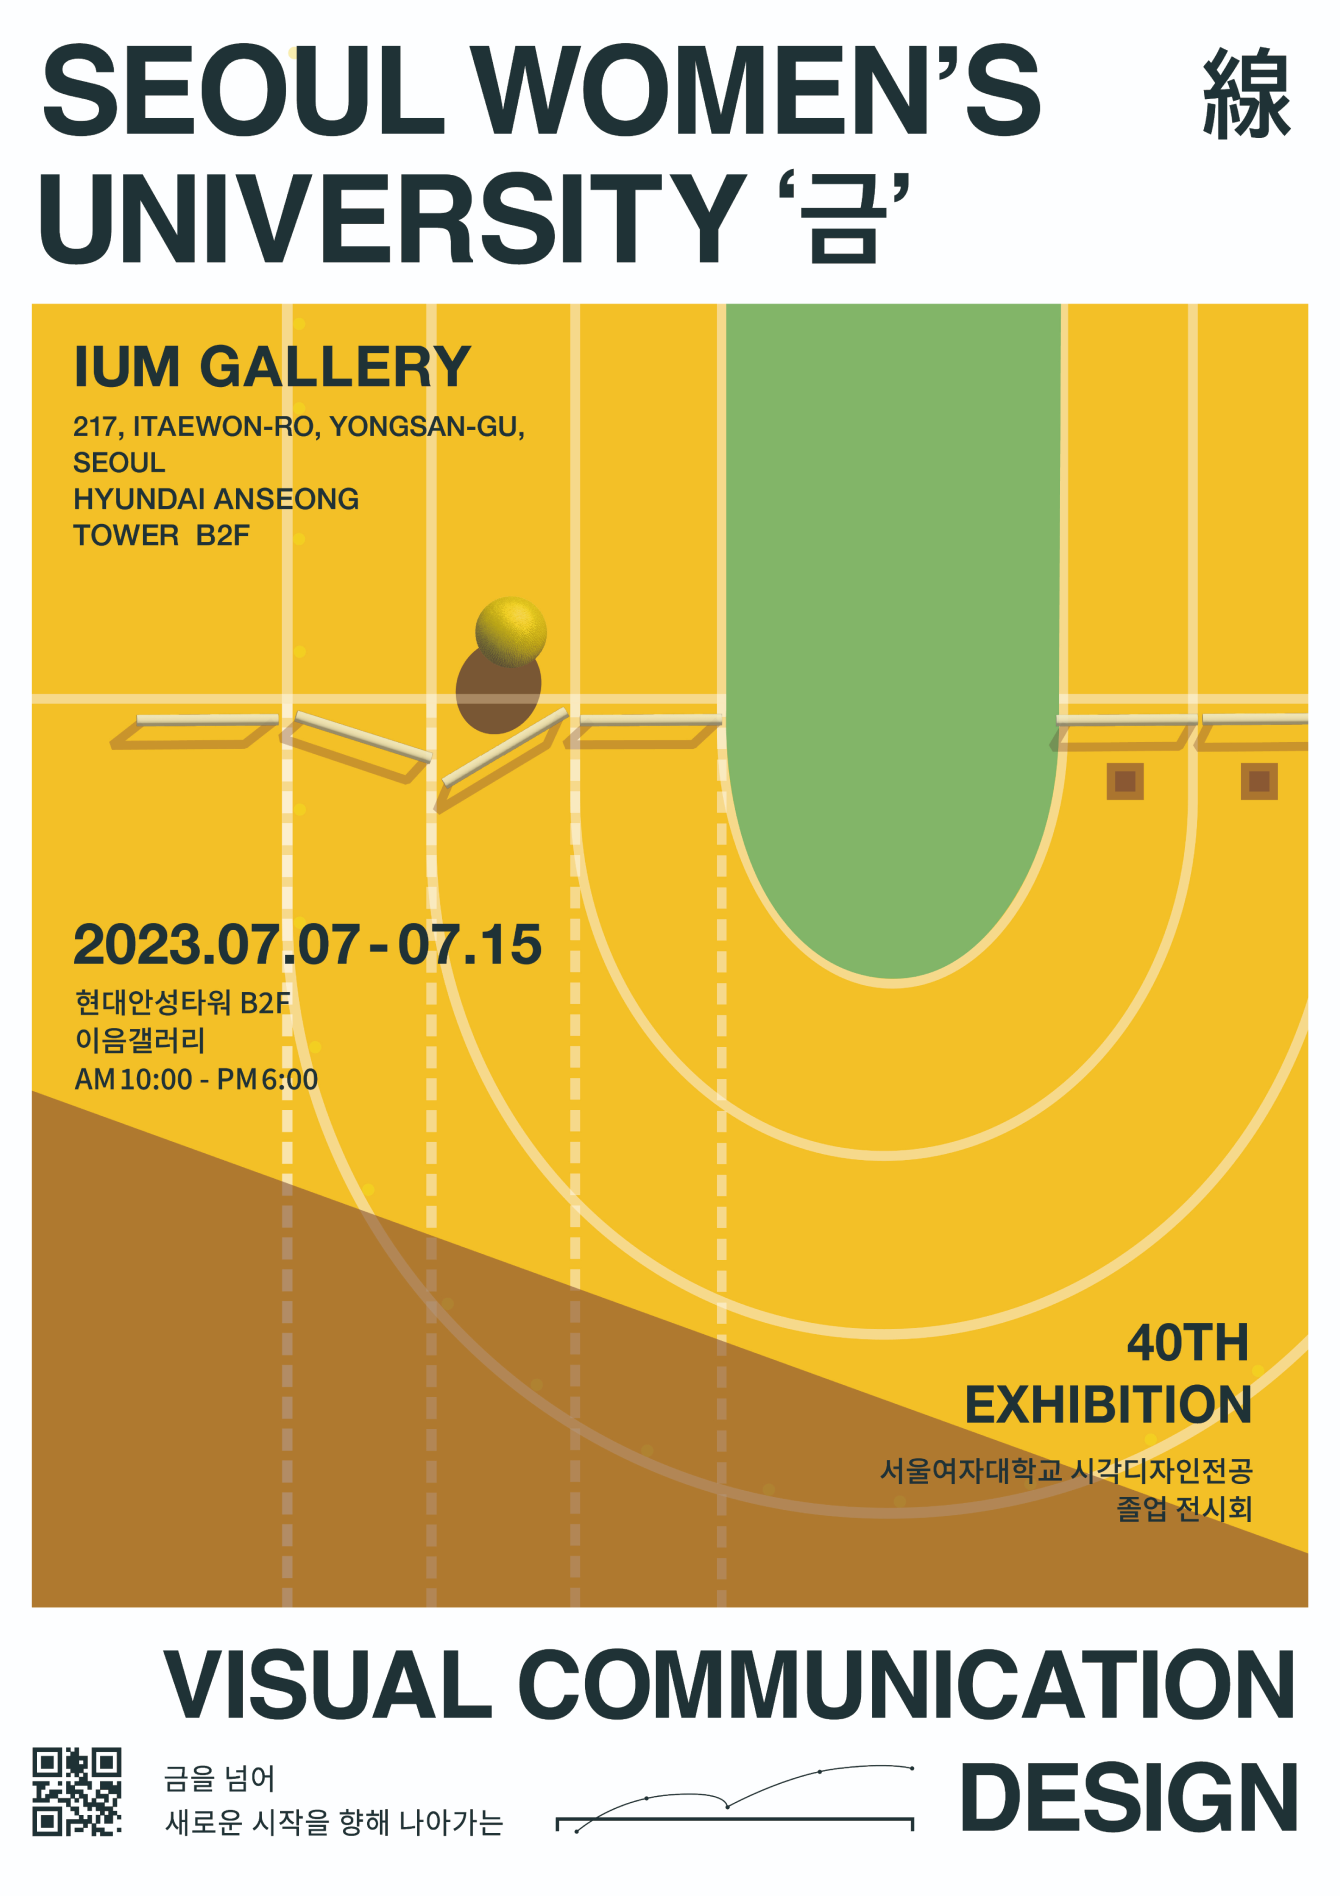 SEOUL WOMEN’S
線
UNIVERSITY ‘금’
IUM GALLERY
217, ITAEWON-RO, YONGSAN-GU,
SEOUL
HYUNDAI ANSEONG
TOWER B2F
2023.07.07 - 07.15
현대안성타워 B2F
이음갤러리
AM 10:00 - PM 6:00
40TH
EXHIBITION
서울여자대학교 시각디자인전공
졸업 전시회
VISUAL COMMUNICATION
DESIGN
금을 넘어
새로운 시작을 향해 나아가는